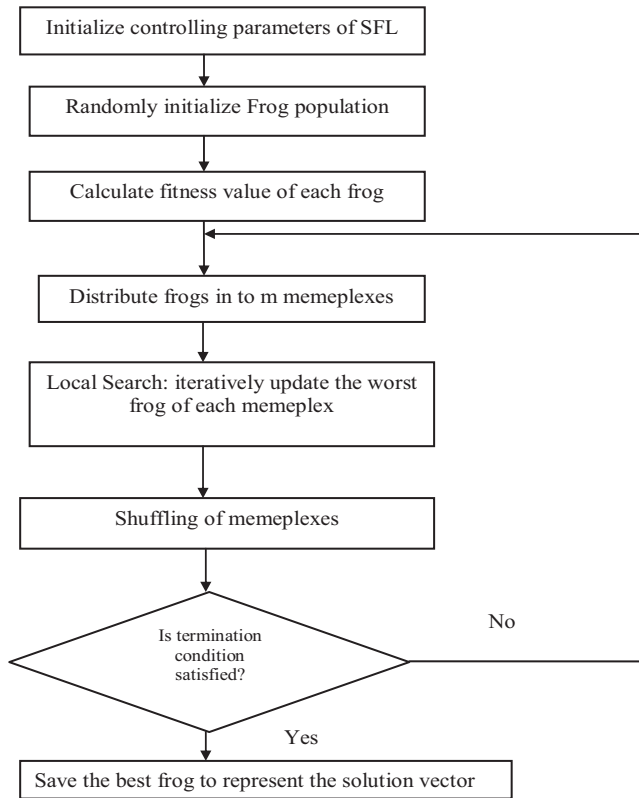 Initialize controlling parameters of SFL
Randomly initialize Frog population
Calculate fitness value of each frog
Distribute frogs in to m memeplexes
Local Search: iteratively update the worst
frog of each memeplex
Shuffling of memeplexes
Is termination
condition
satisfied?
No
Yes
Save the best frog to represent the solution vector